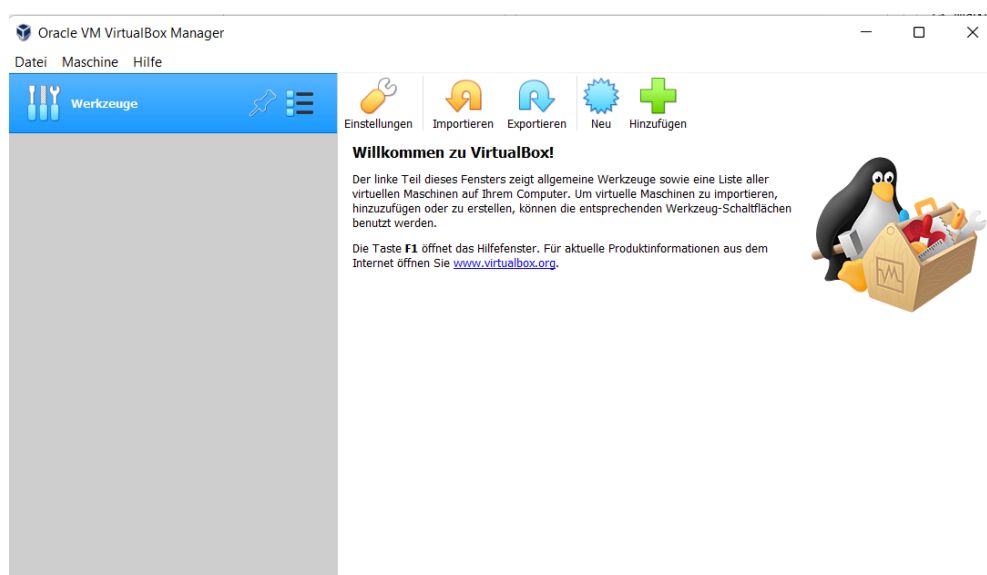 Oracle VM VirtualBox Manager
Datei Maschine Hilfe
Werkzeuge
Einstellungen Importieren Exportieren Neu Hinzufügen
Willkommen zu VirtualBox!
Der linke Teil dieses Fensters zeigt allgemeine Werkzeuge sowie eine Liste aller
virtuellen Maschinen auf Ihrem Computer. Um virtuelle Maschinen zu importieren,
hinzuzufügen oder zu erstellen, können die entsprechenden Werkzeug-Schaltflächen
benutzt werden.
Die Taste F1 öffnet das Hilfefenster. Für aktuelle Produktinformationen aus dem
Internet öffnen Sie www.virtualbox.org.